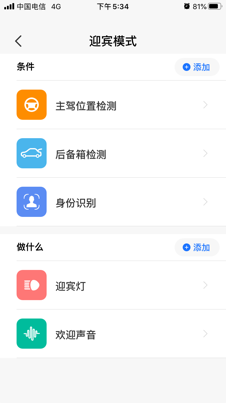 中国电信 4G 下午5:34 81%
迎宾模式
条件 添加
主驾位置检测
后备箱检测
身份识别
做什么 添加
迎宾灯
欢迎声音